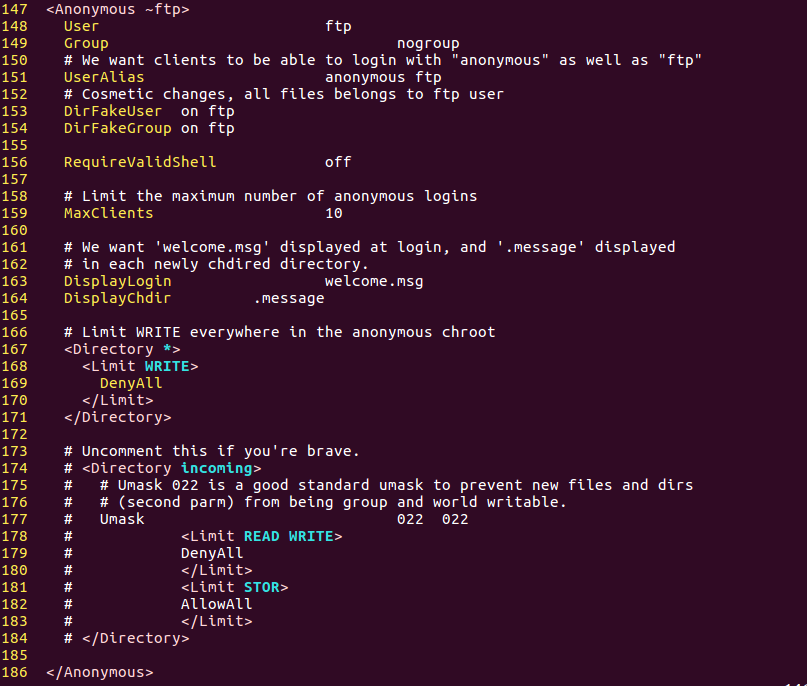 147 <Anonymous ~ftp>
148 User ftp
149 Group nogroup
150 # We want clients to be able to login with "anonymous" as well as "ftp"
151 UserAlias anonymous ftp
152 # Cosmetic changes, all files belongs to ftp user
153 DirFakeUser on ftp
154 DirFakeGroup on ftp
155
156 RequireValidShell off
157
158 # Limit the maximum number of anonymous logins
159 MaxClients 10
160
161 # We want 'welcome.msg' displayed at login, and '.message' displayed
162 # in each newly chdired directory.
163 DisplayLogin welcome.msg
164 DisplayChdir .message
165
166 # Limit WRITE everywhere in the anonymous chroot
167 <Directory *>
168 <Limit WRITE>
169 DenyAll
170 </Limit>
171 </Directory>
172
173 # Uncomment this if you're brave.
174 # <Directory incoming>
175 # # Umask 022 is a good standard umask to prevent new files and dirs
176 # # (second parm) from being group and world writable.
177 # Umask 022 022
178 # <Limit READ WRITE>
179 # DenyAll
180 # </Limit>
181 # <Limit STOR>
182 # AllowAll
183 # </Limit>
184 # </Directory>
185
186 </Anonymous>